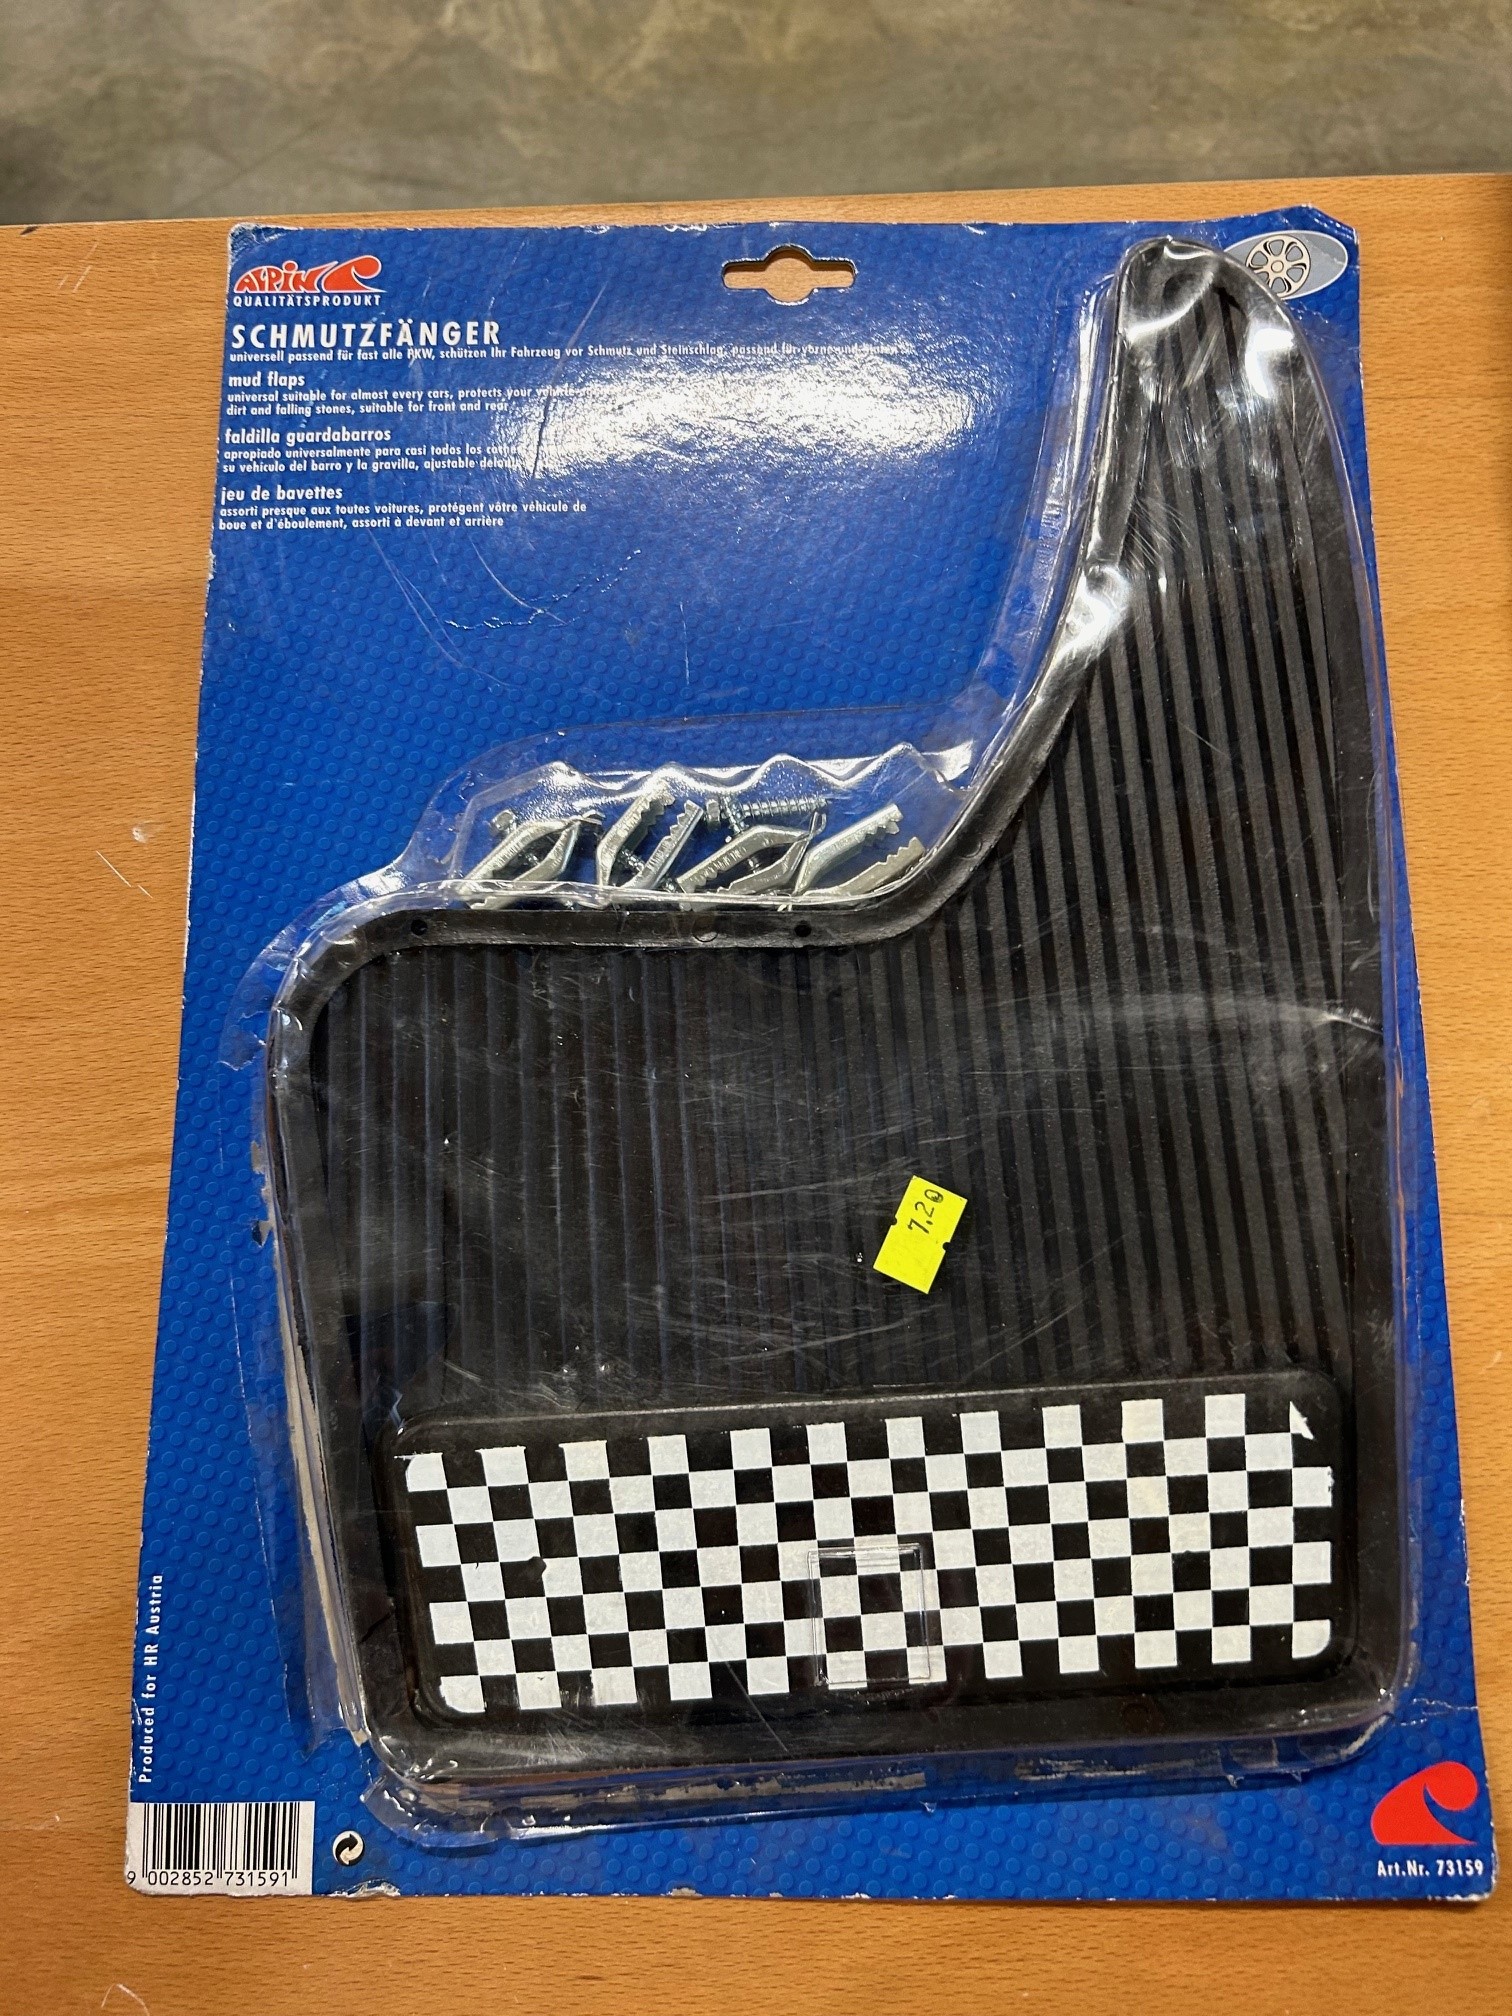 ALPIN
QUALITÄTSPRODUKT
SCHMUTZFÄNGER
universell passend für fast alle PKW, schützen Ihr Fahrzeug vor Schmutz und Steinschlag, passend für vorne und
mud flaps
universal suitable for almost every cars, protects your vehicle
dirt and falling stones, suitable for front and rear
faldilla guardabarros
apropiado universalmente para casi todos los
su vehículo del barro y la gravilla, ajustable
jeu de bavettes
assorti presque aux toutes voitures, protégent vôtre véhicule de
boue et d'éboulement, assorti à devant et arrière
7,20
Produced for HR Austria
9 002852 731591
Art.Nr. 73159